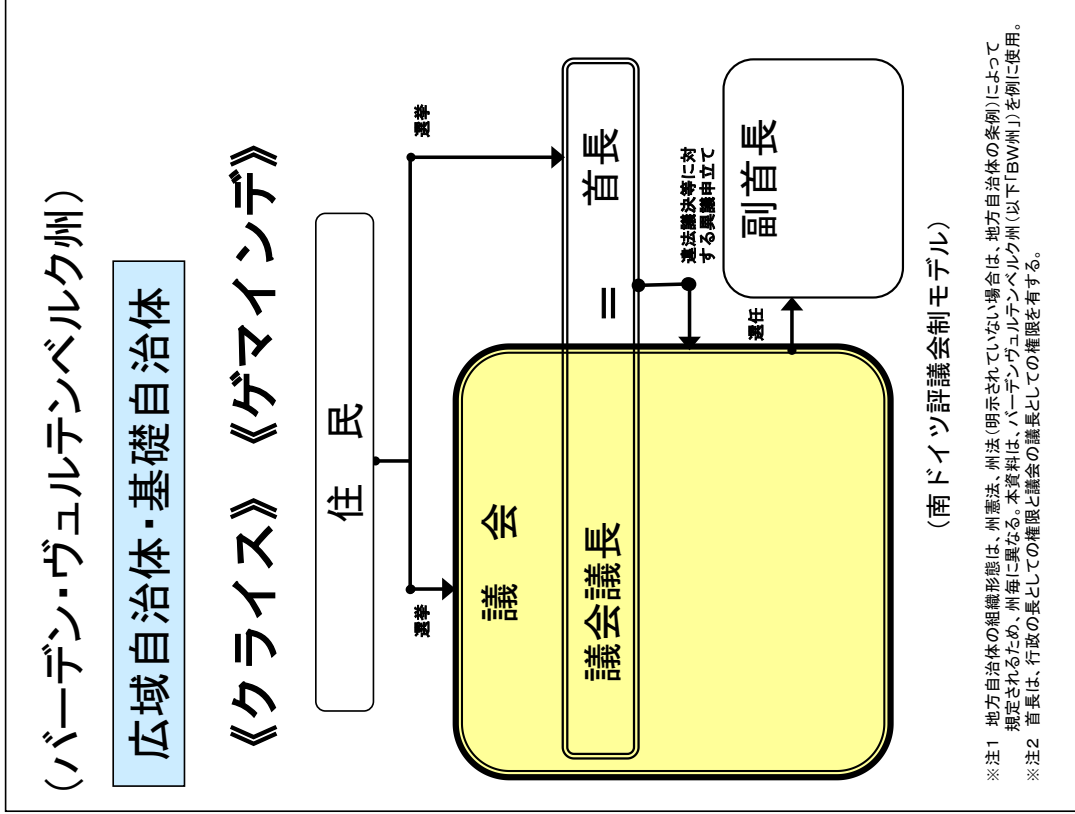 (バーデン・ヴュルテンベルク州)
広域自治体・基礎自治体
《クライス》《ゲマインデ》
住 民
選挙
選挙
議 会
議会議長 = 首長
違法議決等に対
する異議申立て
選任
副首長
(南ドイツ評議会制モデル)
※注1 地方自治体の組織形態は、州憲法、州法(明示されていない場合は、地方自治体の条例)によって
規定されるため、州毎に異なる。本資料は、バーデンヴュルテンベルク州(以下「BW州」)を例に使用。
※注2 首長は、行政の長としての権限と議会の議長としての権限を有する。